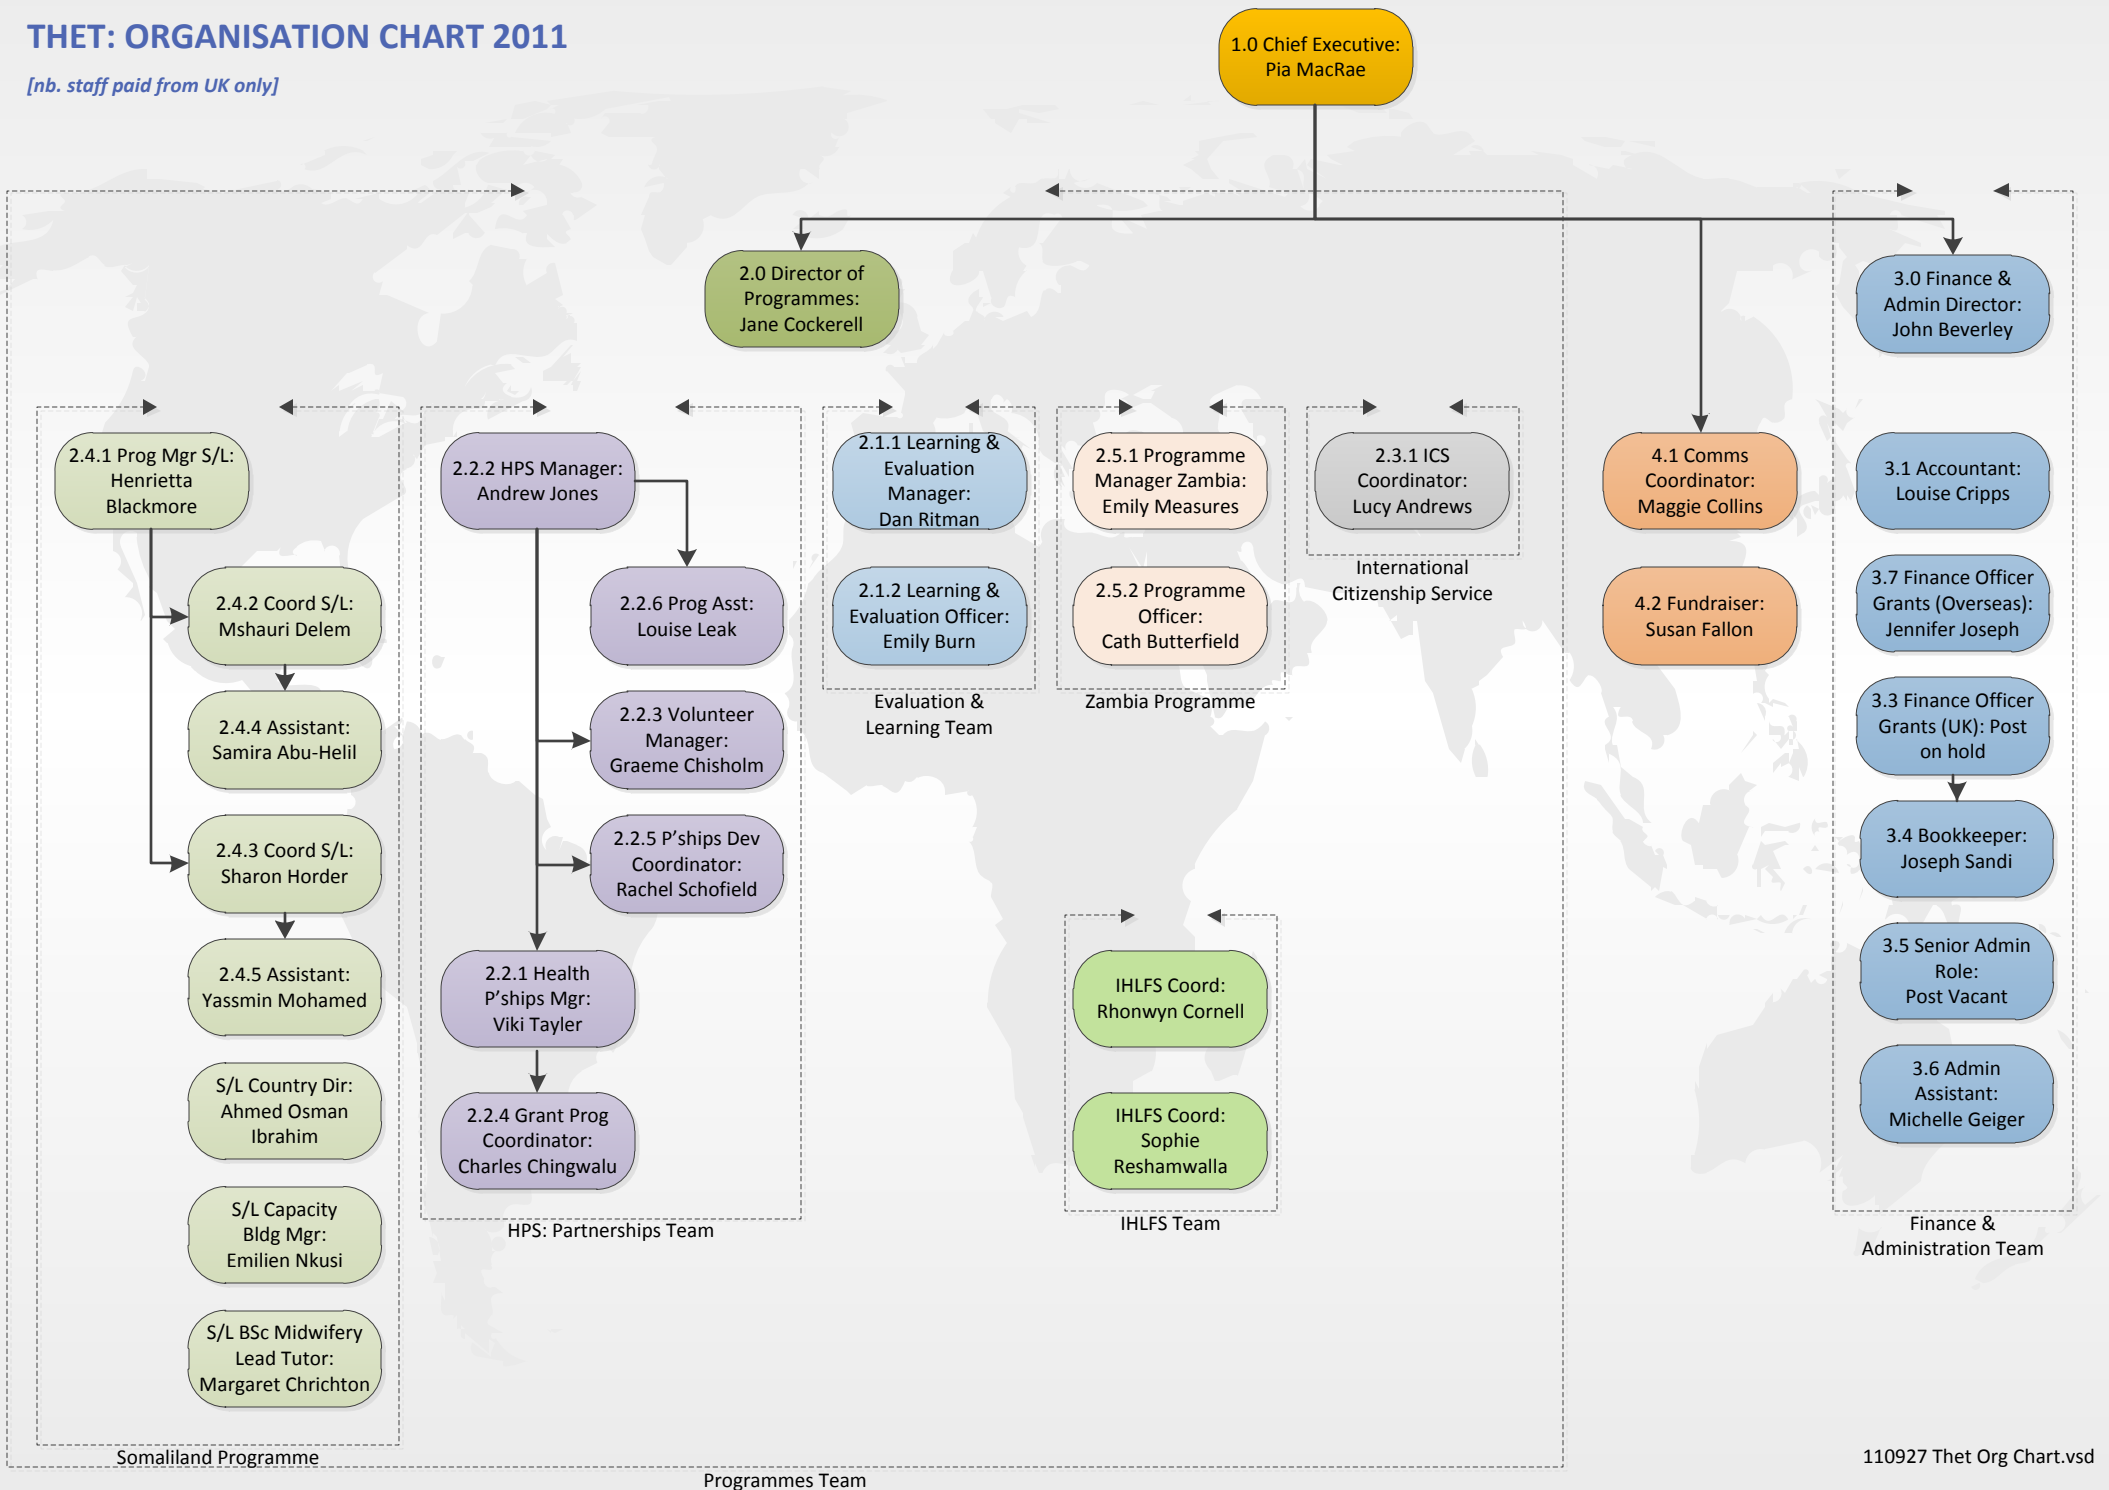 THET: ORGANISATION CHART 2011
[nb. staff paid from UK only]
1.0 Chief Executive:
Pia MacRae
2.0 Director of
Programmes:
Jane Cockerell
3.0 Finance &
Admin Director:
John Beverley
2.4.1 Prog Mgr S/L:
Henrietta
Blackmore
2.4.2 Coord S/L:
Mshauri Delem
2.4.4 Assistant:
Samira Abu-Helil
2.4.3 Coord S/L:
Sharon Horder
2.4.5 Assistant:
Yassmin Mohamed
S/L Country Dir:
Ahmed Osman
Ibrahim
S/L Capacity
Bldg Mgr:
Emilien Nkusi
S/L BSc Midwifery
Lead Tutor:
Margaret Chrichton
Somaliland Programme
2.2.2 HPS Manager:
Andrew Jones
2.2.6 Prog Asst:
Louise Leak
2.2.3 Volunteer
Manager:
Graeme Chisholm
2.2.5 P'ships Dev
Coordinator:
Rachel Schofield
2.2.1 Health
P'ships Mgr:
Viki Tayler
2.2.4 Grant Prog
Coordinator:
Charles Chingwalu
HPS: Partnerships Team
2.1.1 Learning &
Evaluation
Manager:
Dan Ritman
2.1.2 Learning &
Evaluation Officer:
Emily Burn
Evaluation &
Learning Team
2.5.1 Programme
Manager Zambia:
Emily Measures
2.5.2 Programme
Officer:
Cath Butterfield
Zambia Programme
IHLFS Coord:
Rhonwyn Cornell
IHLFS Coord:
Sophie
Reshamwalla
IHLFS Team
2.3.1 ICS
Coordinator:
Lucy Andrews
International
Citizenship Service
Programmes Team
4.1 Comms
Coordinator:
Maggie Collins
4.2 Fundraiser:
Susan Fallon
3.1 Accountant:
Louise Cripps
3.7 Finance Officer
Grants (Overseas):
Jennifer Joseph
3.3 Finance Officer
Grants (UK): Post
on hold
3.4 Bookkeeper:
Joseph Sandi
3.5 Senior Admin
Role:
Post Vacant
3.6 Admin
Assistant:
Michelle Geiger
Finance &
Administration Team
110927 Thet Org Chart.vsd